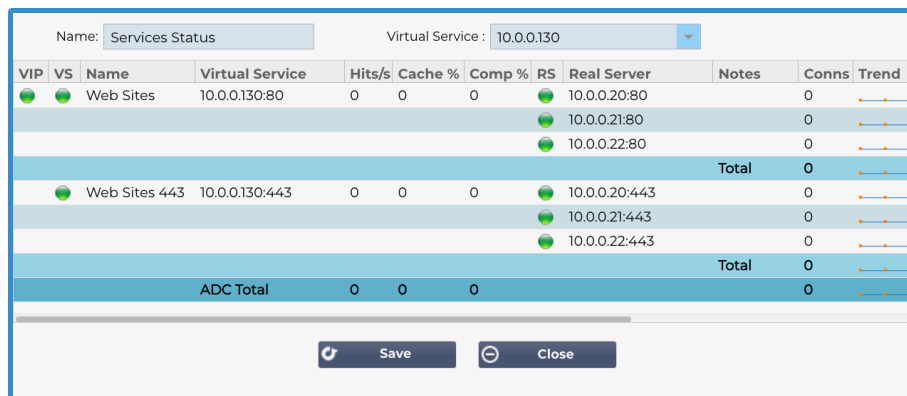 Name: Services Status Virtual Service : 10.0.0.130
VIP VS Name Virtual Service Hits/s Cache % Comp % RS Real Server Notes Conns Trend
Web Sites 10.0.0.130:80 0 0 0 10.0.0.20:80 0
10.0.0.21:80 0
10.0.0.22:80 0
Total 0
Web Sites 443 10.0.0.130:443 0 0 0 10.0.0.20:443 0
10.0.0.21:443 0
10.0.0.22:443 0
Total 0
ADC Total 0 0 0 0
Save Close